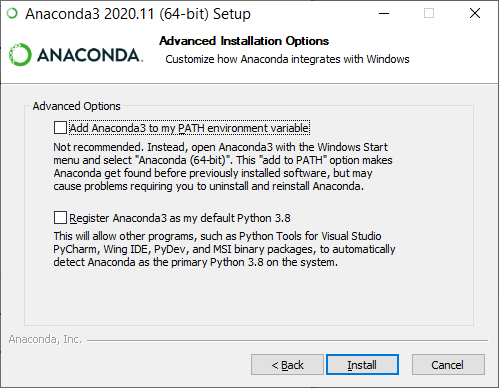 Anaconda3 2020.11 (64-bit) Setup
ANACONDA.
Advanced Installation Options
Customize how Anaconda integrates with Windows
Advanced Options
Add Anaconda3 to my PATH environment variable
Not recommended. Instead, open Anaconda3 with the Windows Start
menu and select "Anaconda (64-bit)". This "add to PATH" option makes
Anaconda get found before previously installed software, but may
cause problems requiring you to uninstall and reinstall Anaconda.
Register Anaconda3 as my default Python 3.8
This will allow other programs, such as Python Tools for Visual Studio
PyCharm, Wing IDE, PyDev, and MSI binary packages, to automatically
detect Anaconda as the primary Python 3.8 on the system.
Anaconda, Inc.
< Back
Install
Cancel